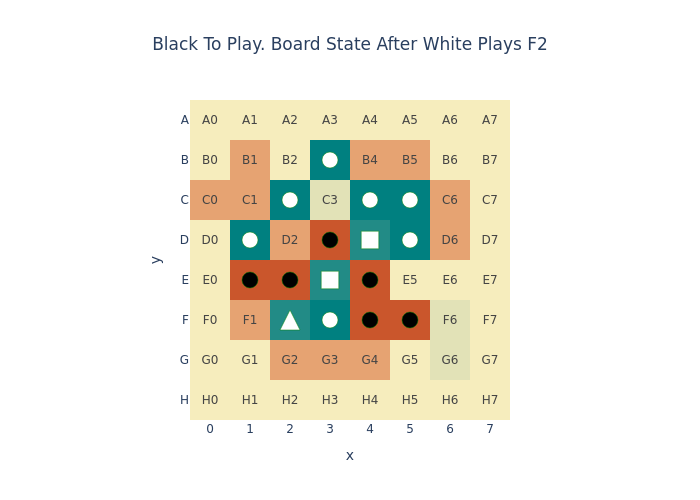 Black To Play. Board State After White Plays F2
A A0 A1 A2 A3 A4 A5 A6 A7
B B0 B1 B2 B4 B5 B6 B7
C C0 C1 C3 C6 C7
D D0 D2 D6 D7
E E0 E5 E6 E7
F F0 F1 F6 F7
G G0 G1 G2 G3 G4 G5 G6 G7
H H0 H1 H2 H3 H4 H5 H6 H7
0 1 2 3 4 5 6 7
x
y